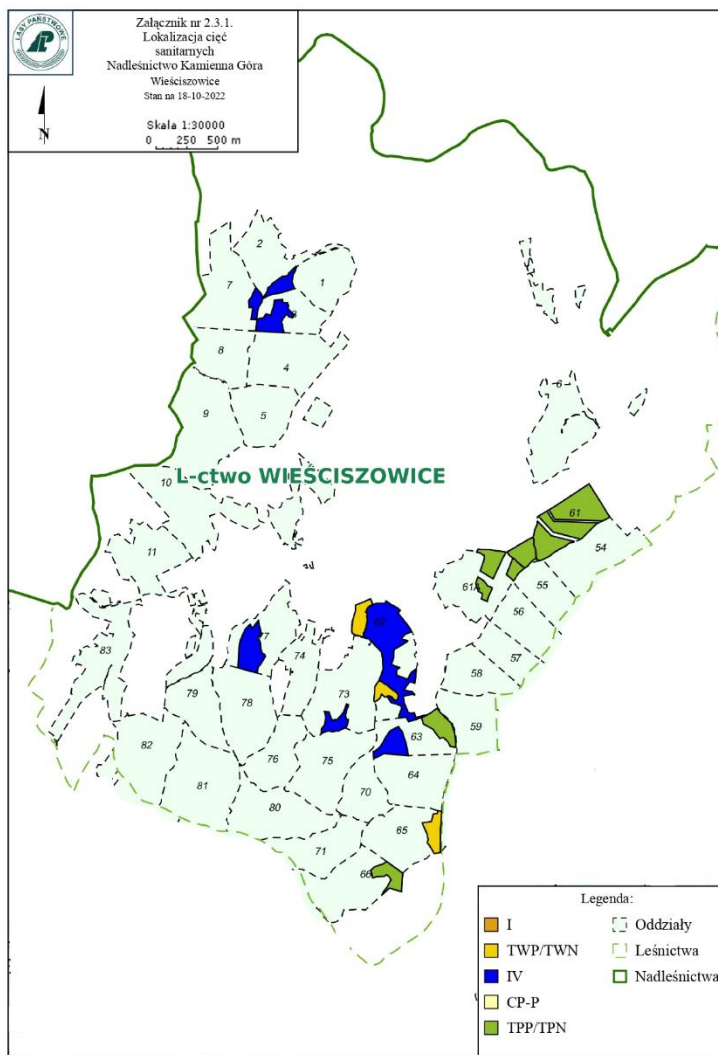 LASY PAŃSTWOWE
Załącznik nr 2.3.1.
Lokalizacja cięć
sanitarnych
Nadleśnictwo Kamienna Góra
Wieściszowice
Stan na 18-10-2022
N
Skala 1:30000
0 250 500 m
2
1
7
8
4
9
5
6
L-ctwo WIEŚCISZOWICE
10
61
54
11
61A
55
56
83
74
57
58
79
78
73
59
63
82
76
75
64
81
70
80
65
71
66
Legenda:
I
Oddziały
TWP/TWN
Leśnictwa
IV
Nadleśnictwa
CP-P
TPP/TPN